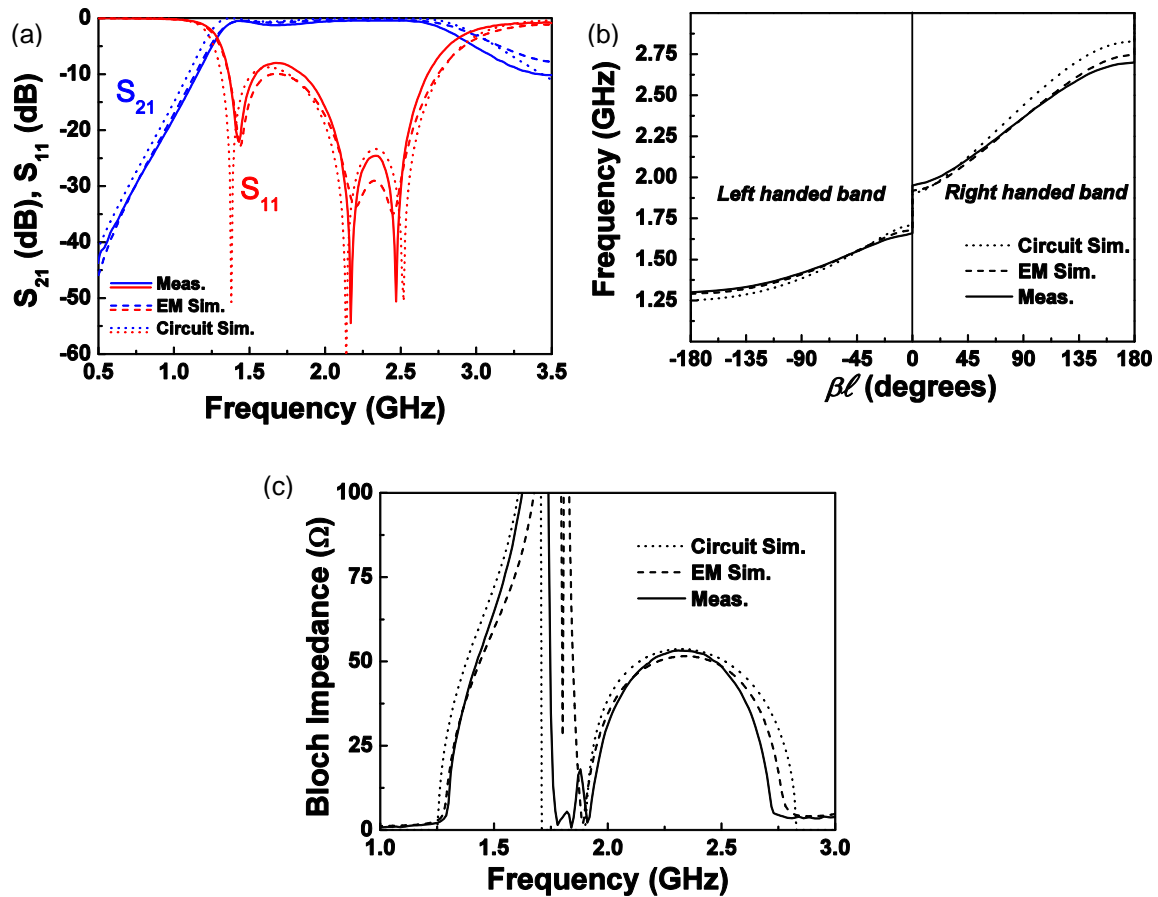 (a)
S21 (dB), S11 (dB)
0
-10
-20
-30
-40
-50
-60
S21
S11
Meas.
EM Sim.
Circuit Sim.
0.5 1.0 1.5 2.0 2.5 3.0 3.5
Frequency (GHz)
(b)
Frequency (GHz)
2.75
2.50
2.25
2.00
1.75
1.50
1.25
Left handed band
Right handed band
Circuit Sim.
EM Sim.
Meas.
-180 -135 -90 -45 0 45 90 135 180
βℓ (degrees)
(c)
Bloch Impedance (Ω)
100
75
50
25
0
Circuit Sim.
EM Sim.
Meas.
1.0 1.5 2.0 2.5 3.0
Frequency (GHz)